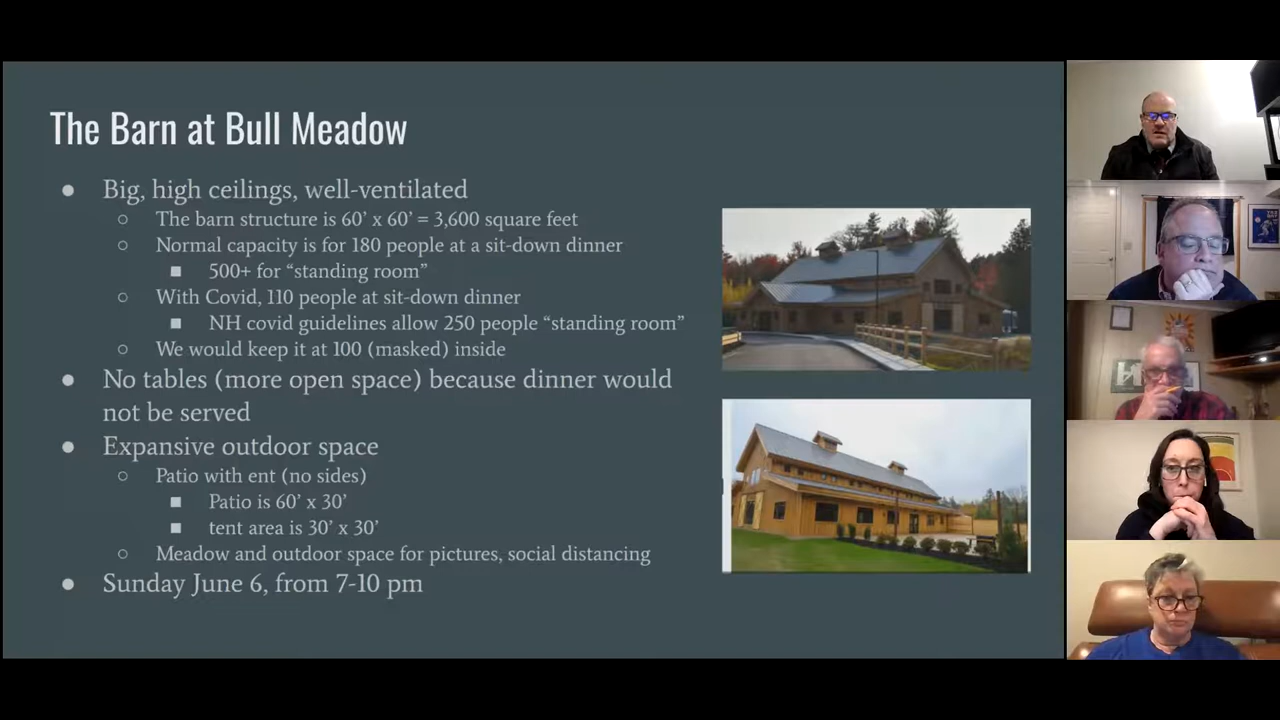 The Barn at Bull Meadow
● Big, high ceilings, well-ventilated
○ The barn structure is 60’ x 60’ = 3,600 square feet
○ Normal capacity is for 180 people at a sit-down dinner
■ 500+ for “standing room”
○ With Covid, 110 people at sit-down dinner
■ NH covid guidelines allow 250 people “standing room”
○ We would keep it at 100 (masked) inside
● No tables (more open space) because dinner would
not be served
● Expansive outdoor space
○ Patio with ent (no sides)
■ Patio is 60’ x 30’
■ tent area is 30’ x 30’
○ Meadow and outdoor space for pictures, social distancing
● Sunday June 6, from 7-10 pm